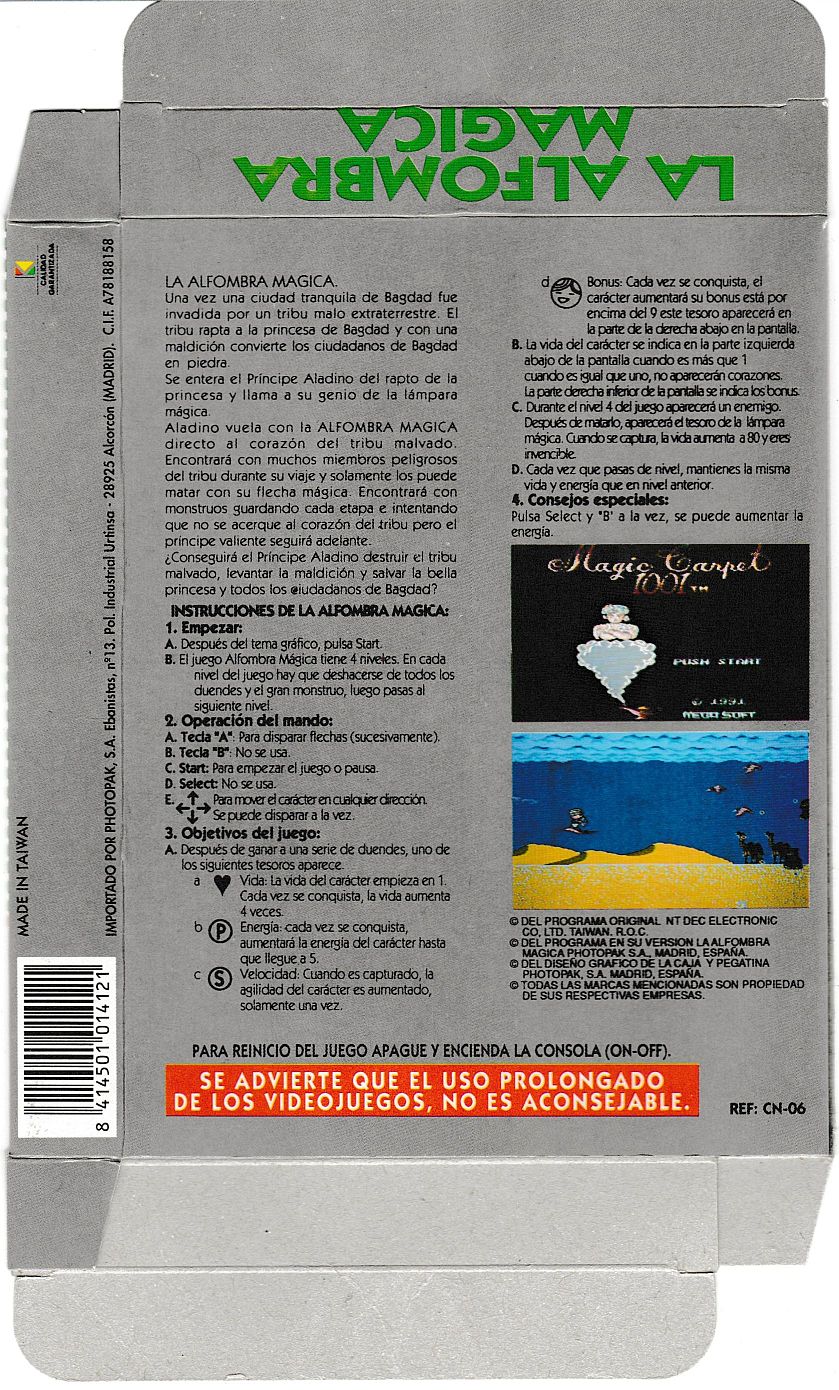 LA ALFOMBRA
MAGICA
CALIDAD
GARANTIZADA
MADE IN TAIWAN
IMPORTADO POR PHOTOPAK, S.A. Ebanistas, nº13. Pol. Industrial Urtinsa - 28925 Alcorcón (MADRID). C.I.F. A78188158
8 414501 014121
LA ALFOMBRA MAGICA.
Una vez una ciudad tranquila de Bagdad fue
invadida por un tribu malo extraterrestre. El
tribu rapta a la princesa de Bagdad y con una
maldición convierte los ciudadanos de Bagdad
en piedra.
Se entera el Príncipe Aladino del rapto de la
princesa y llama a su genio de la lámpara
mágica.
Aladino vuela con la ALFOMBRA MAGICA
directo al corazón del tribu malvado.
Encontrará con muchos miembros peligrosos
del tribu durante su viaje y solamente los puede
matar con su flecha mágica. Encontrará con
monstruos guardando cada etapa e intentando
que no se acerque al corazón del tribu pero el
príncipe valiente seguirá adelante.
¿Conseguirá el Príncipe Aladino destruir el tribu
malvado, levantar la maldición y salvar la bella
princesa y todos los ciudadanos de Bagdad?
INSTRUCCIONES DE LA ALFOMBRA MAGICA:
1. Empezar:
A. Después del tema gráfico, pulsa Start.
B. El juego Alfombra Mágica tiene 4 niveles. En cada
nivel del juego hay que deshacerse de todos los
duendes y el gran monstruo, luego pasas al
siguiente nivel.
2. Operación del mando:
A. Tecla "A": Para disparar flechas (sucesivamente).
B. Tecla "B": No se usa.
C. Start: Para empezar el juego o pausa.
D. Select: No se usa.
E. Para mover el carácter en cualquier dirección.
Se puede disparar a la vez.
3. Objetivos del juego:
A. Después de ganar a una serie de duendes, uno de
los siguientes tesoros aparece.
a Vida: La vida del carácter empieza en 1.
Cada vez se conquista, la vida aumenta
4 veces.
b P Energía: cada vez se conquista,
aumentará la energía del carácter hasta
que llegue a 5.
c S Velocidad: Cuando es capturado, la
agilidad del carácter es aumentado,
solamente una vez.
d Bonus: Cada vez se conquista, el
carácter aumentará su bonus está por
encima del 9 este tesoro aparecerá en
la parte de la derecha abajo en la pantalla.
B. La vida del carácter se indica en la parte izquierda
abajo de la pantalla cuando es más que 1
cuando es igual que uno, no aparecerán corazones.
La parte derecha inferior de la pantalla se indica los bonus.
C. Durante el nivel 4 del juego aparecerá un enemigo.
Después de matarlo, aparecerá el tesoro de la lámpara
mágica. Cuando se captura, la vida aumenta a 80 y eres
invencible.
D. Cada vez que pasas de nivel, mantienes la misma
vida y energía que en nivel anterior.
4. Consejos especiales:
Pulsa Select y "B' a la vez, se puede aumentar la
energía.
Magic Carpet
1001 TM
PUSH START
© 1991
MEGA SOFT
© DEL PROGRAMA ORIGINAL NT DEC ELECTRONIC
CO, LTD. TAIWAN. R.O.C.
© DEL PROGRAMA EN SU VERSION LA ALFOMBRA
MAGICA PHOTOPAK S.A., MADRID, ESPAÑA.
© DEL DISEÑO GRAFICO DE LA CAJA Y PEGATINA
PHOTOPAK, S.A. MADRID, ESPAÑA.
© TODAS LAS MARCAS MENCIONADAS SON PROPIEDAD
DE SUS RESPECTIVAS EMPRESAS.
PARA REINICIO DEL JUEGO APAGUE Y ENCIENDA LA CONSOLA (ON-OFF).
SE ADVIERTE QUE EL USO PROLONGADO
DE LOS VIDEOJUEGOS, NO ES ACONSEJABLE.
REF: CN-06